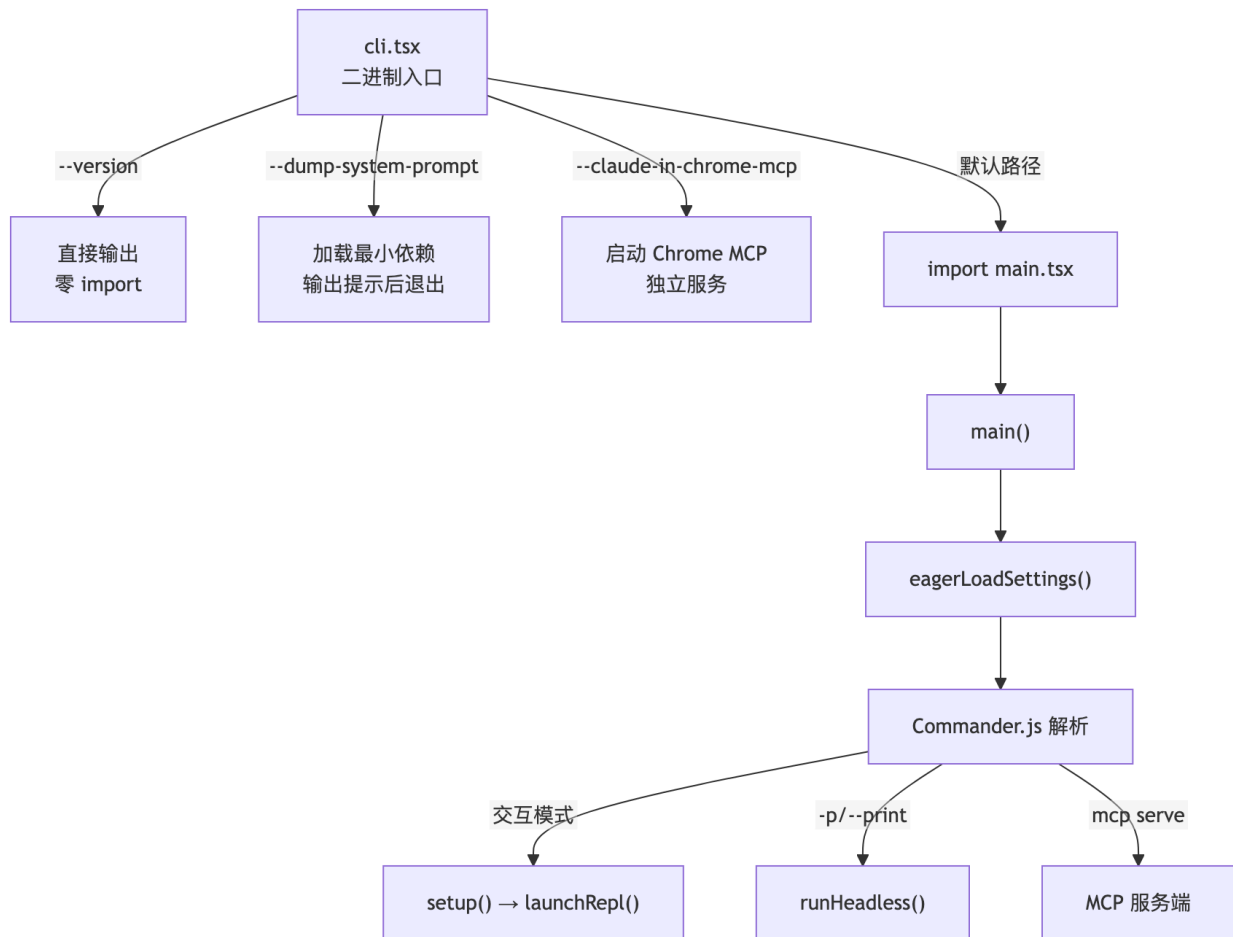 cli.tsx
二进制入口
--version
--dump-system-prompt
--claude-in-chrome-mcp
默认路径
直接输出
零 import
加载最小依赖
输出提示后退出
启动 Chrome MCP
独立服务
import main.tsx
main()
eagerLoadSettings()
Commander.js 解析
交互模式
-p/--print
mcp serve
setup() → launchRepl()
runHeadless()
MCP 服务端